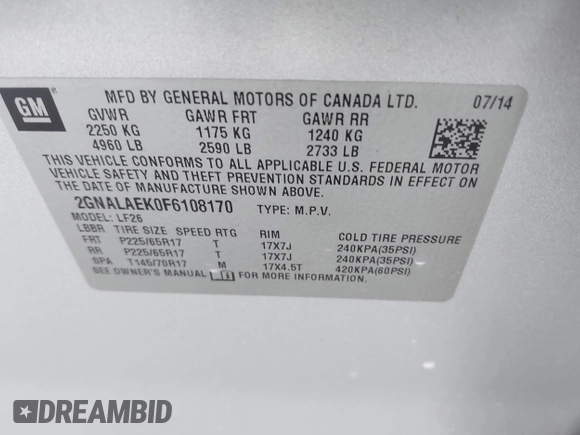 GM
®
MFD BY GENERAL MOTORS OF CANADA LTD. 07/14
GVWR GAWR FRT GAWR RR
2250 KG 1175 KG 1240 KG
4960 LB 2590 LB 2733 LB
THIS VEHICLE CONFORMS TO ALL APPLICABLE U.S. FEDERAL MOTOR
VEHICLE SAFETY AND THEFT PREVENTION STANDARDS IN EFFECT ON THE
DATE OF MANUFACTURE SHOWN ABOVE.
2GNALAEK0F6108170 TYPE: M.P.V.
MODEL: LF26
LBBR TIRE SIZE SPEED RTG RIM COLD TIRE PRESSURE
FRT P225/65R17 T 17X7J 240KPA(35PSI)
RR P225/65R17 T 17X7J 240KPA(35PSI)
SPA T145/70R17 M 17X4.5T 420KPA(60PSI)
SEE OWNER'S MANUAL FOR MORE INFORMATION.
DREAMBID